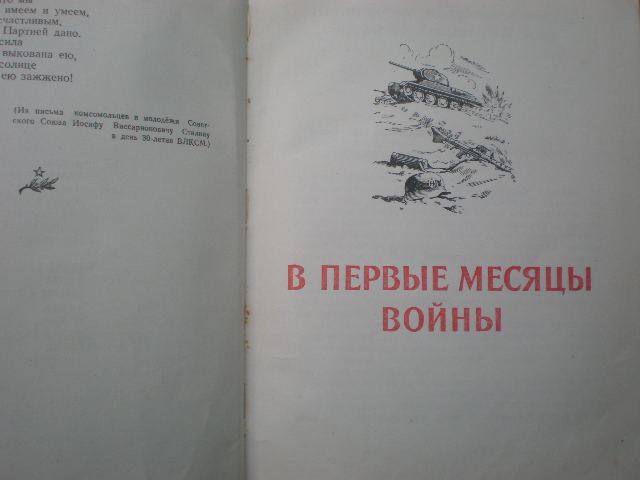 имеем и умеем,
счастливым,
Партией дано.
сила
выкована ею,
солнце
ею зажжено!
(Из письма комсомольцев и молодёжи Совет-
ского Союза Иосифу Виссарионовичу Сталину
в день 30-летия ВЛКСМ.)
В ПЕРВЫЕ МЕСЯЦЫ
ВОЙНЫ